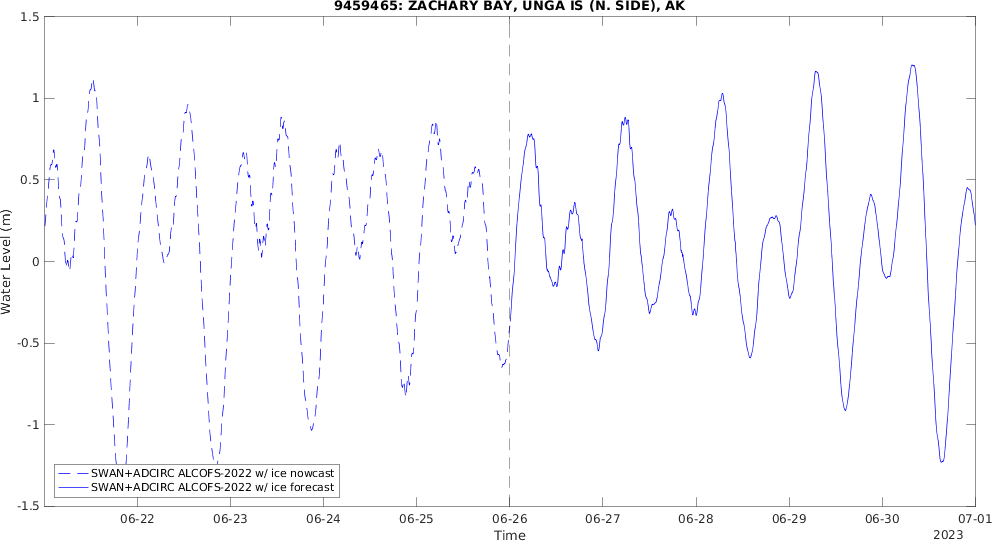 9459465: ZACHARY BAY, UNGA IS (N. SIDE), AK
1.5
1
0.5
0
-0.5
-1
-1.5
Water Level (m)
SWAN+ADCIRC ALCOFS-2022 w/ ice nowcast
SWAN+ADCIRC ALCOFS-2022 w/ ice forecast
06-22 06-23 06-24 06-25 06-26 06-27 06-28 06-29 06-30 07-01
Time
2023